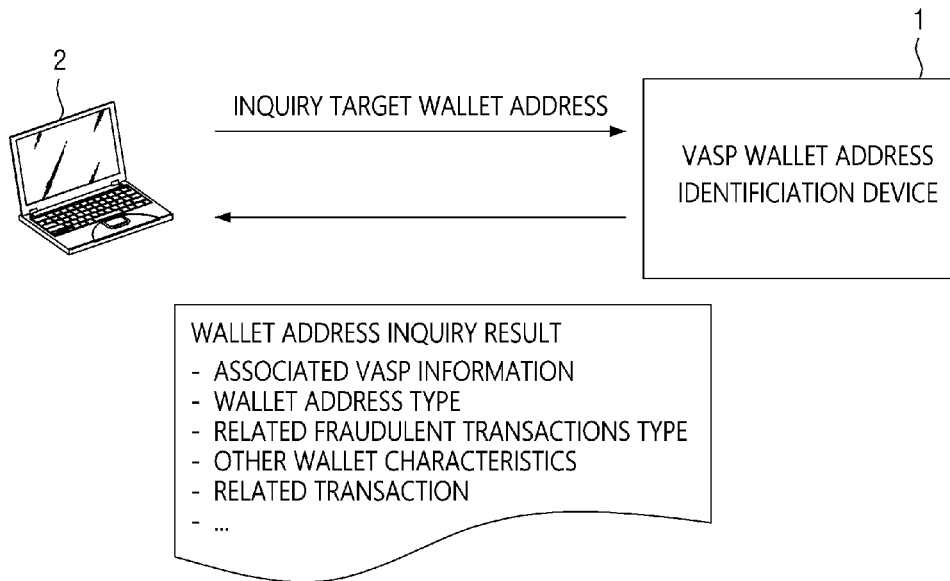 1
2
INQUIRY TARGET WALLET ADDRESS
VASP WALLET ADDRESS
IDENTIFICIATION DEVICE
WALLET ADDRESS INQUIRY RESULT
- ASSOCIATED VASP INFORMATION
- WALLET ADDRESS TYPE
- RELATED FRAUDULENT TRANSACTIONS TYPE
- OTHER WALLET CHARACTERISTICS
- RELATED TRANSACTION
- ...